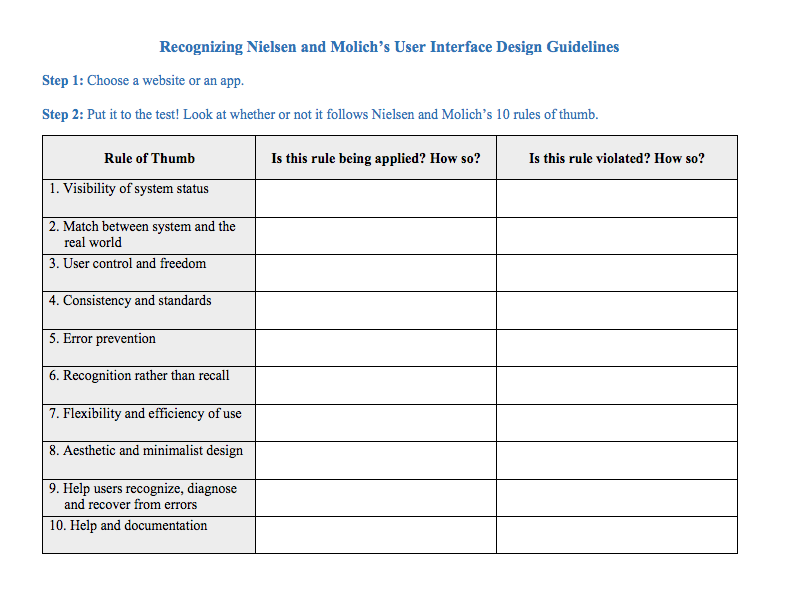 Recognizing Nielsen and Molich's User Interface Design Guidelines
Step 1: Choose a website or an app.
Step 2: Put it to the test! Look at whether or not it follows Nielsen and Molich's 10 rules of thumb.
Rule of Thumb
Is this rule being applied? How so?
Is this rule violated? How so?
1. Visibility of system status
2. Match between system and the
real world
3. User control and freedom
4. Consistency and standards
5. Error prevention
6. Recognition rather than recall
7. Flexibility and efficiency of use
8. Aesthetic and minimalist design
9. Help users recognize, diagnose
and recover from errors
10. Help and documentation